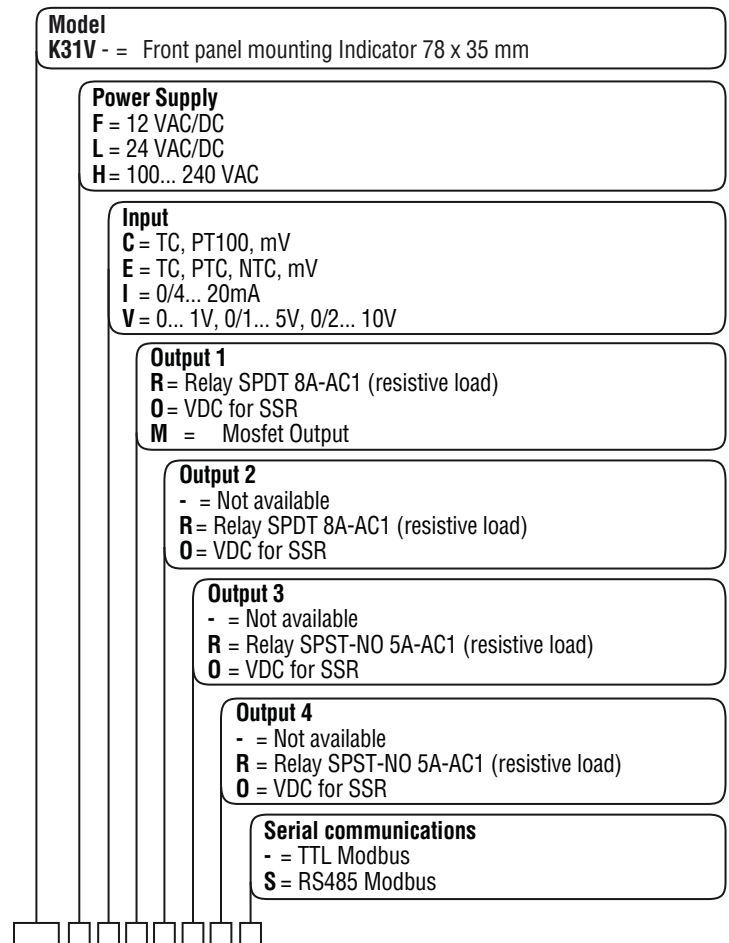 Model
K31V - = Front panel mounting Indicator 78 x 35 mm
Power Supply
F = 12 VAC/DC
L = 24 VAC/DC
H = 100... 240 VAC
Input
C = TC, PT100, mV
E = TC, PTC, NTC, mV
I = 0/4... 20mA
V = 0... 1V, 0/1... 5V, 0/2... 10V
Output 1
R = Relay SPDT 8A-AC1 (resistive load)
O = VDC for SSR
M = Mosfet Output
Output 2
- = Not available
R = Relay SPDT 8A-AC1 (resistive load)
O = VDC for SSR
Output 3
- = Not available
R = Relay SPST-NO 5A-AC1 (resistive load)
O = VDC for SSR
Output 4
- = Not available
R = Relay SPST-NO 5A-AC1 (resistive load)
O = VDC for SSR
Serial communications
- = TTL Modbus
S = RS485 Modbus